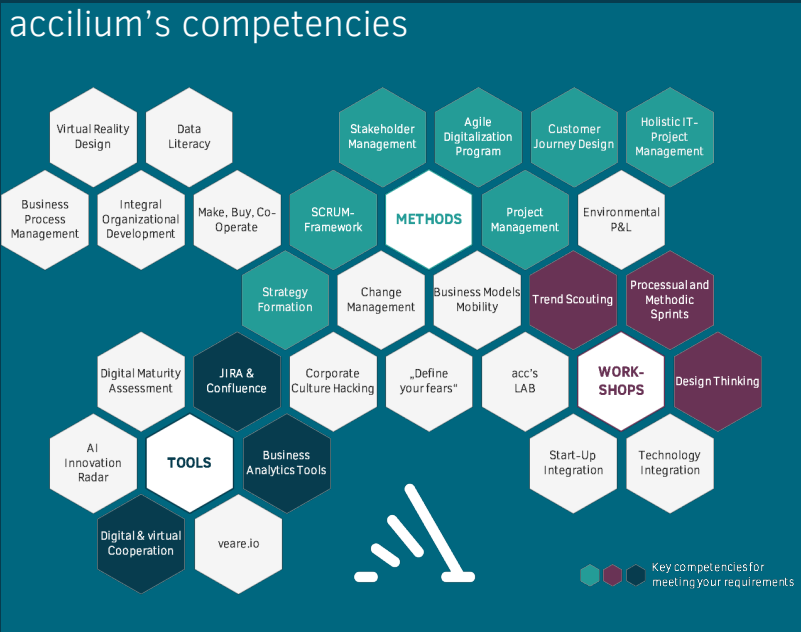 accilium's competencies
Virtual Reality
Design
Data
Literacy
Stakeholder
Management
Agile
Digitalization
Program
Customer
Journey Design
Holistic IT-
Project
Management
Business
Process
Management
Integral
Organizational
Development
Make, Buy, Co-
Operate
SCRUM-
Framework
METHODS
Project
Management
Environmental
P&L
Strategy
Formation
Change
Management
Business Models
Mobility
Trend Scouting
Processual and
Methodic
Sprints
Digital Maturity
Assessment
JIRA &
Confluence
Corporate
Culture Hacking
„Define
your fears“
acc's
LAB
WORK-
SHOPS
Design Thinking
AI
Innovation
Radar
TOOLS
Business
Analytics Tools
Start-Up
Integration
Technology
Integration
Digital & virtual
Cooperation
veare.io
Key competencies for
meeting your requirements